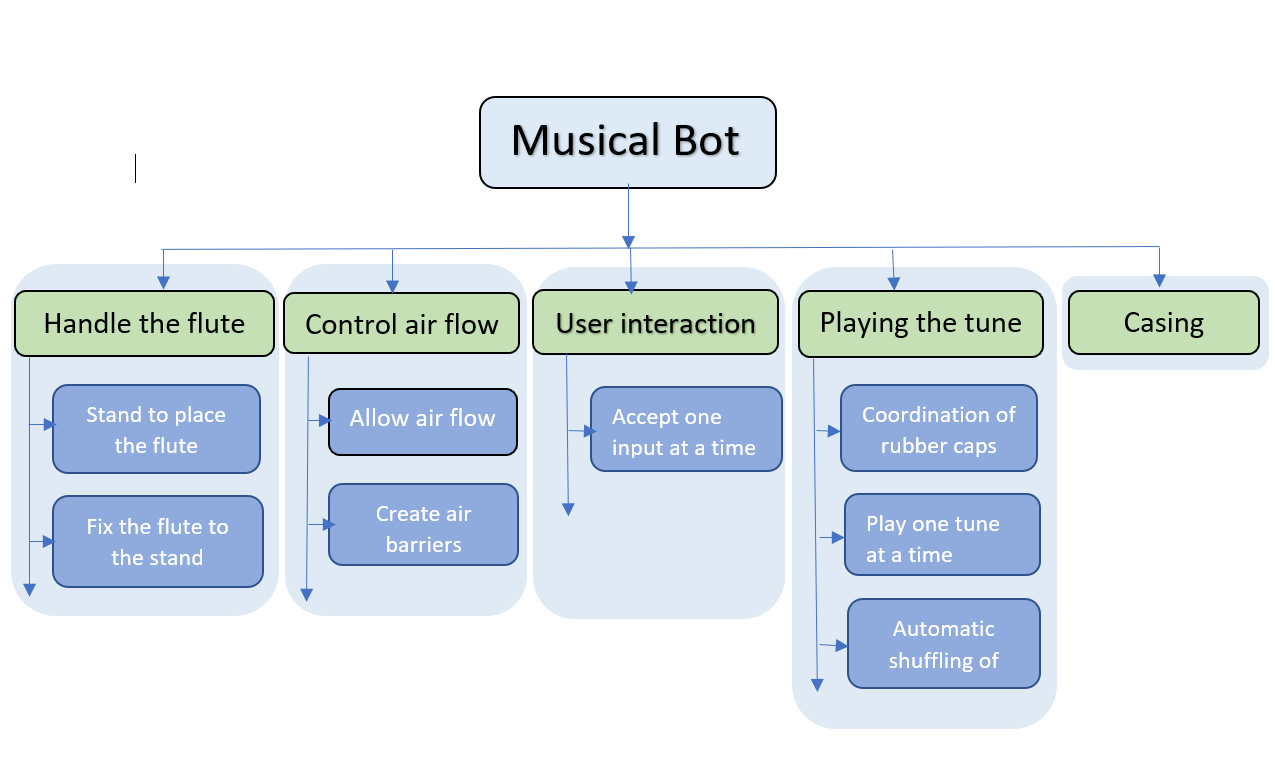 Musical Bot
Handle the flute
Stand to place
the flute
Fix the flute to
the stand
Control air flow
Allow air flow
Create air
barriers
User interaction
Accept one
input at a time
Playing the tune
Coordination of
rubber caps
Play one tune
at a time
Automatic
shuffling of
Casing